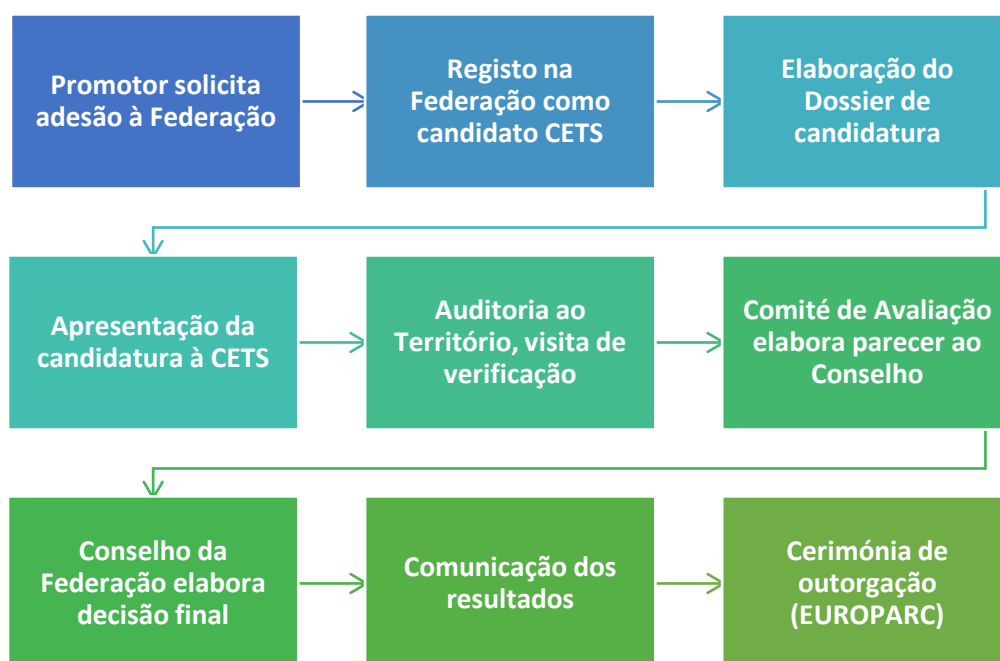 Promotor solicita
adesão à Federação
Registo na
Federação como
candidato CETS
Elaboração do
Dossier de
candidatura
Apresentação da
candidatura à CETS
Auditoria ao
Território, visita de
verificação
Comité de Avaliação
elabora parecer ao
Conselho
Conselho da
Federação elabora
decisão final
Comunicação dos
resultados
Cerimónia de
outorgação
(EUROPARC)